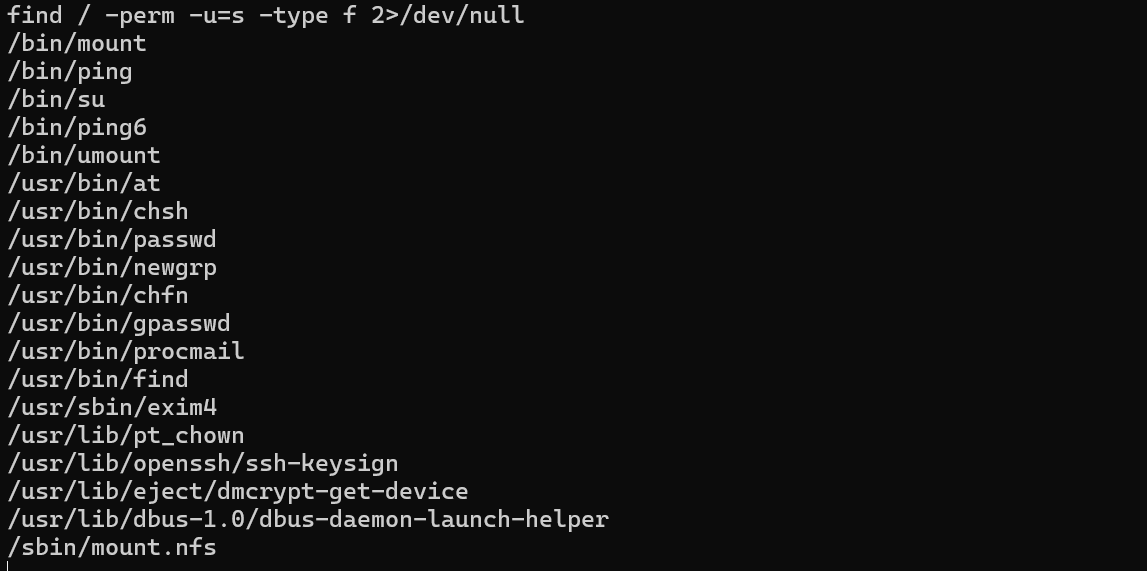 find / -perm -u=s -type f 2>/dev/null
/bin/mount
/bin/ping
/bin/su
/bin/ping6
/bin/umount
/usr/bin/at
/usr/bin/chsh
/usr/bin/passwd
/usr/bin/newgrp
/usr/bin/chfn
/usr/bin/gpasswd
/usr/bin/procmail
/usr/bin/find
/usr/sbin/exim4
/usr/lib/pt_chown
/usr/lib/openssh/ssh-keysign
/usr/lib/eject/dmcrypt-get-device
/usr/lib/dbus-1.0/dbus-daemon-launch-helper
/sbin/mount.nfs